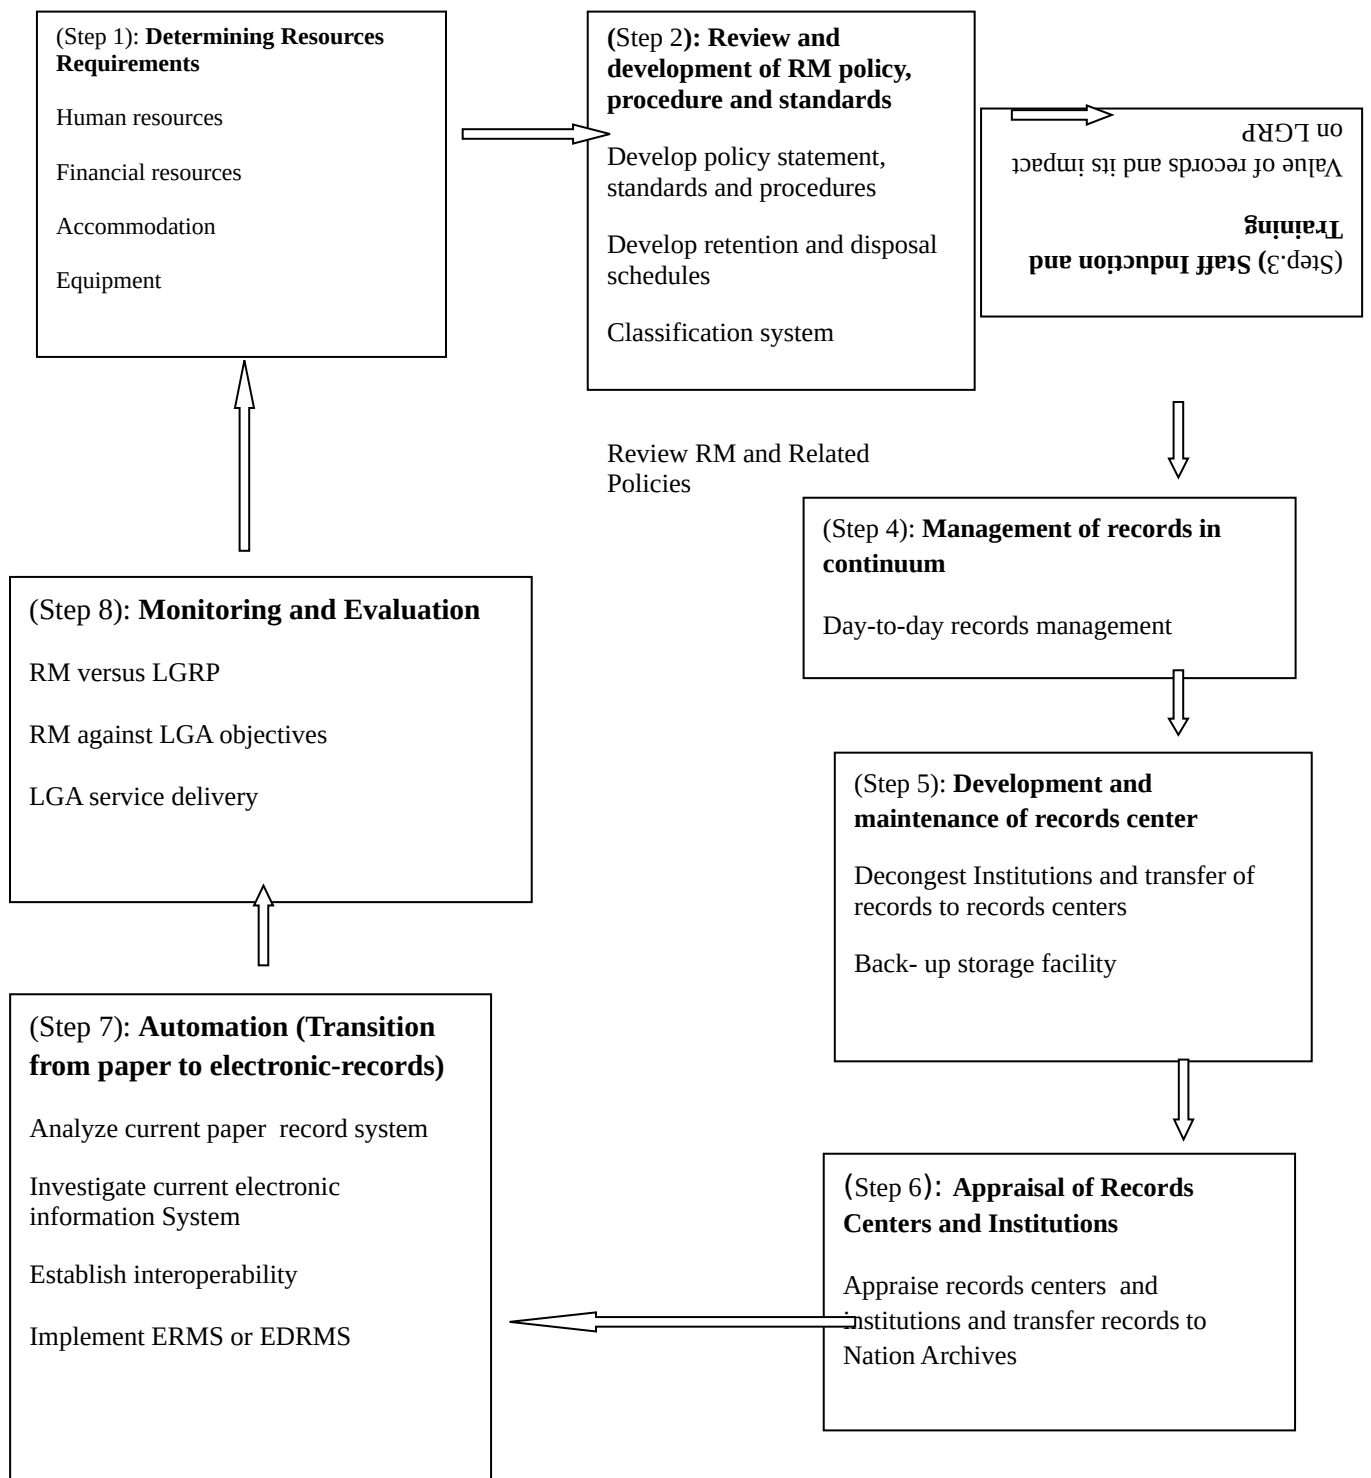 (Step 1): Determining Resources
Requirements
Human resources
Financial resources
Accommodation
Equipment
(Step 2): Review and
development of RM policy,
procedure and standards
Develop policy statement,
standards and procedures
Develop retention and disposal
schedules
Classification system
Review RM and Related
Policies
(Step.3) Staff Induction and
Training
Value of records and its impact
on LGRP
(Step 4): Management of records in
continuum
Day-to-day records management
(Step 5): Development and
maintenance of records center
Decongest Institutions and transfer of
records to records centers
Back- up storage facility
(Step 6): Appraisal of Records
Centers and Institutions
Appraise records centers  and
institutions and transfer records to
Nation Archives
(Step 7): Automation (Transition
from paper to electronic-records)
Analyze current paper  record system
Investigate current electronic
information System
Establish interoperability
Implement ERMS or EDRMS
(Step 8): Monitoring and Evaluation
RM versus LGRP
RM against LGA objectives
LGA service delivery